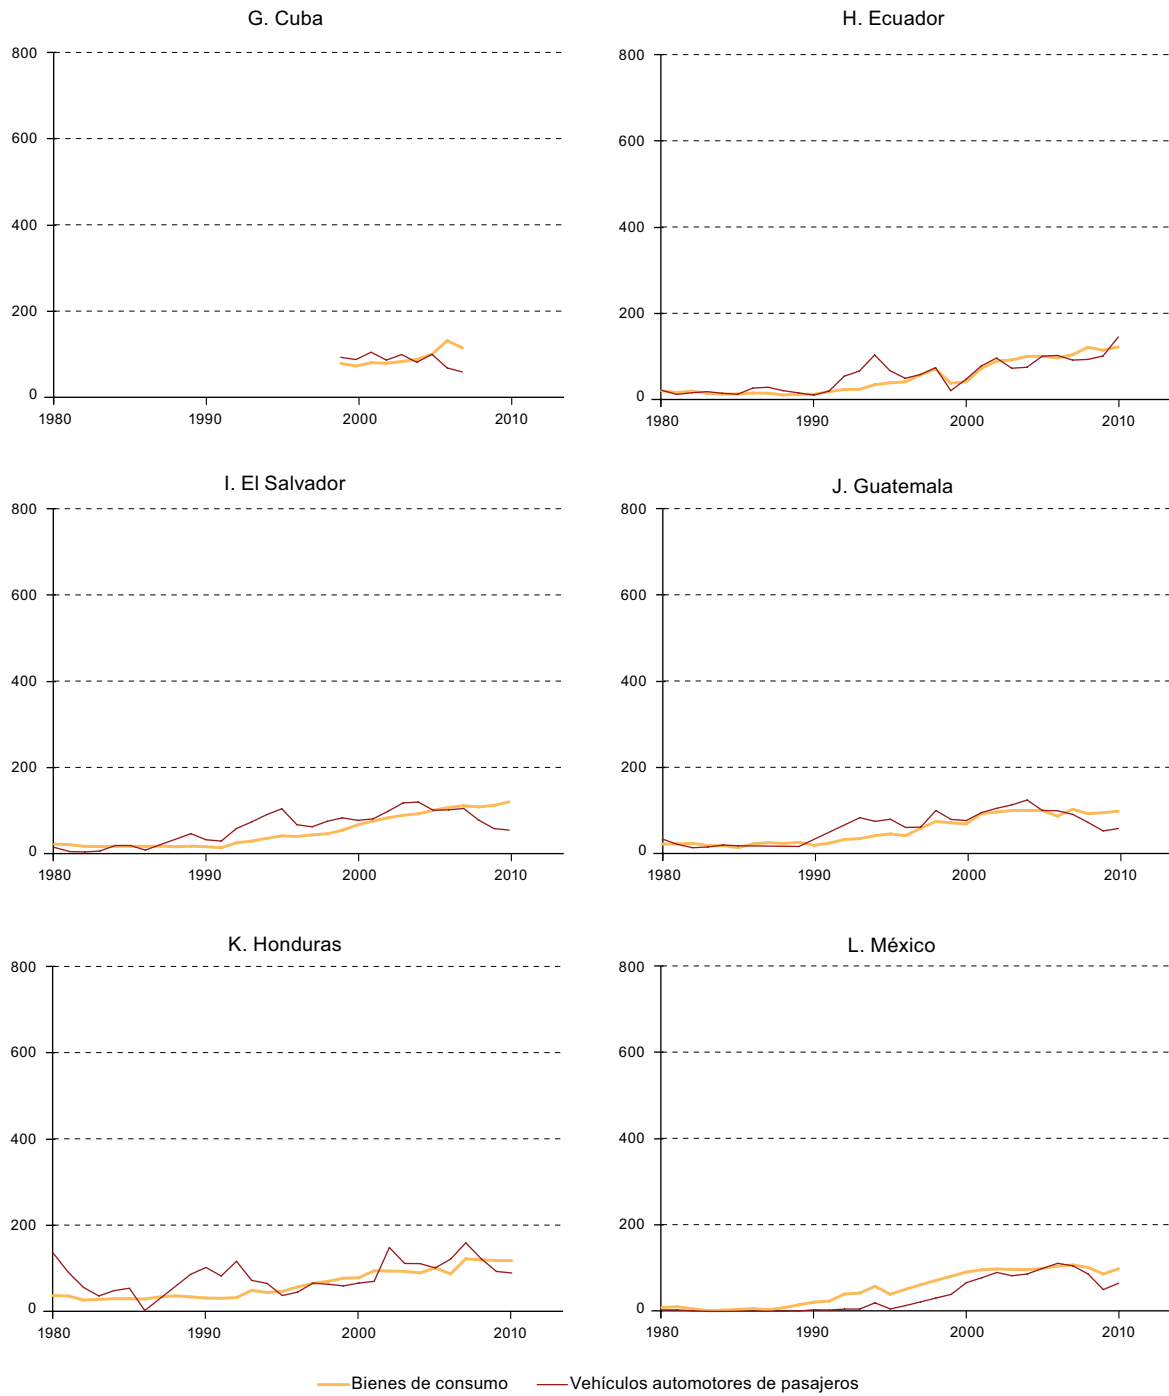 G. Cuba
800
600
400
200
0
1980 1990 2000 2010
H. Ecuador
800
600
400
200
0
1980 1990 2000 2010
I. El Salvador
800
600
400
200
0
1980 1990 2000 2010
J. Guatemala
800
600
400
200
0
1980 1990 2000 2010
K. Honduras
800
600
400
200
0
1980 1990 2000 2010
L. México
800
600
400
200
0
1980 1990 2000 2010
Bienes de consumo Vehículos automotores de pasajeros